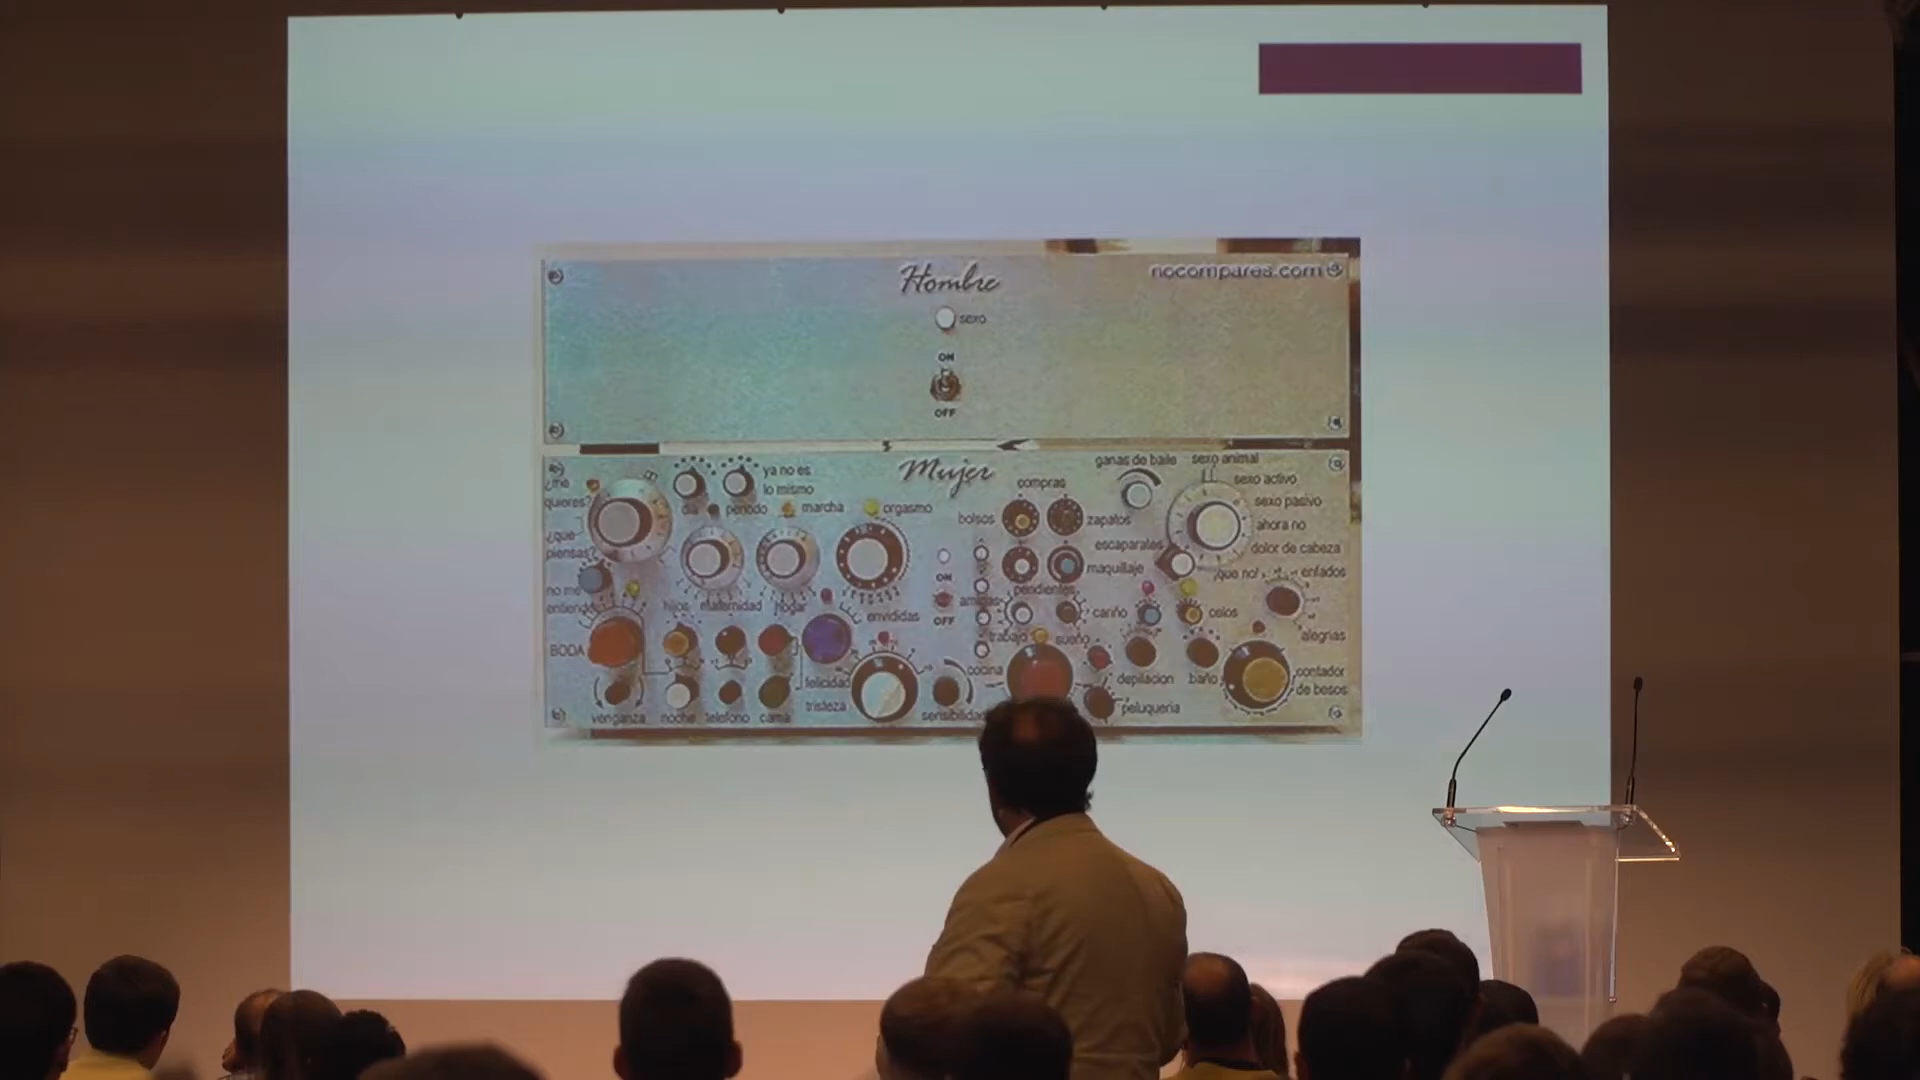 Hombre
nocompares.com
sexo
ON
OFF
Mujer
¿me
quieres?
¿que
piensas?
no me
entiendo
BODA
ya no es
lo mismo
dia
periodo
marcha
orgasmo
hijos
maternidad
hogar
envididas
felicidad
tristeza
venganza
noche
telefono
cama
sensibilidad
ON
OFF
compras
bolsos
zapatos
escaparates
maquillaje
pendientes
amigas
trabajo
sueño
cocina
cariño
celos
depilacion
baño
peluqueria
ganas de baile
sexo animal
sexo activo
sexo pasivo
ahora no
dolor de cabeza
¡que no!
enfados
alegrias
contador
de besos